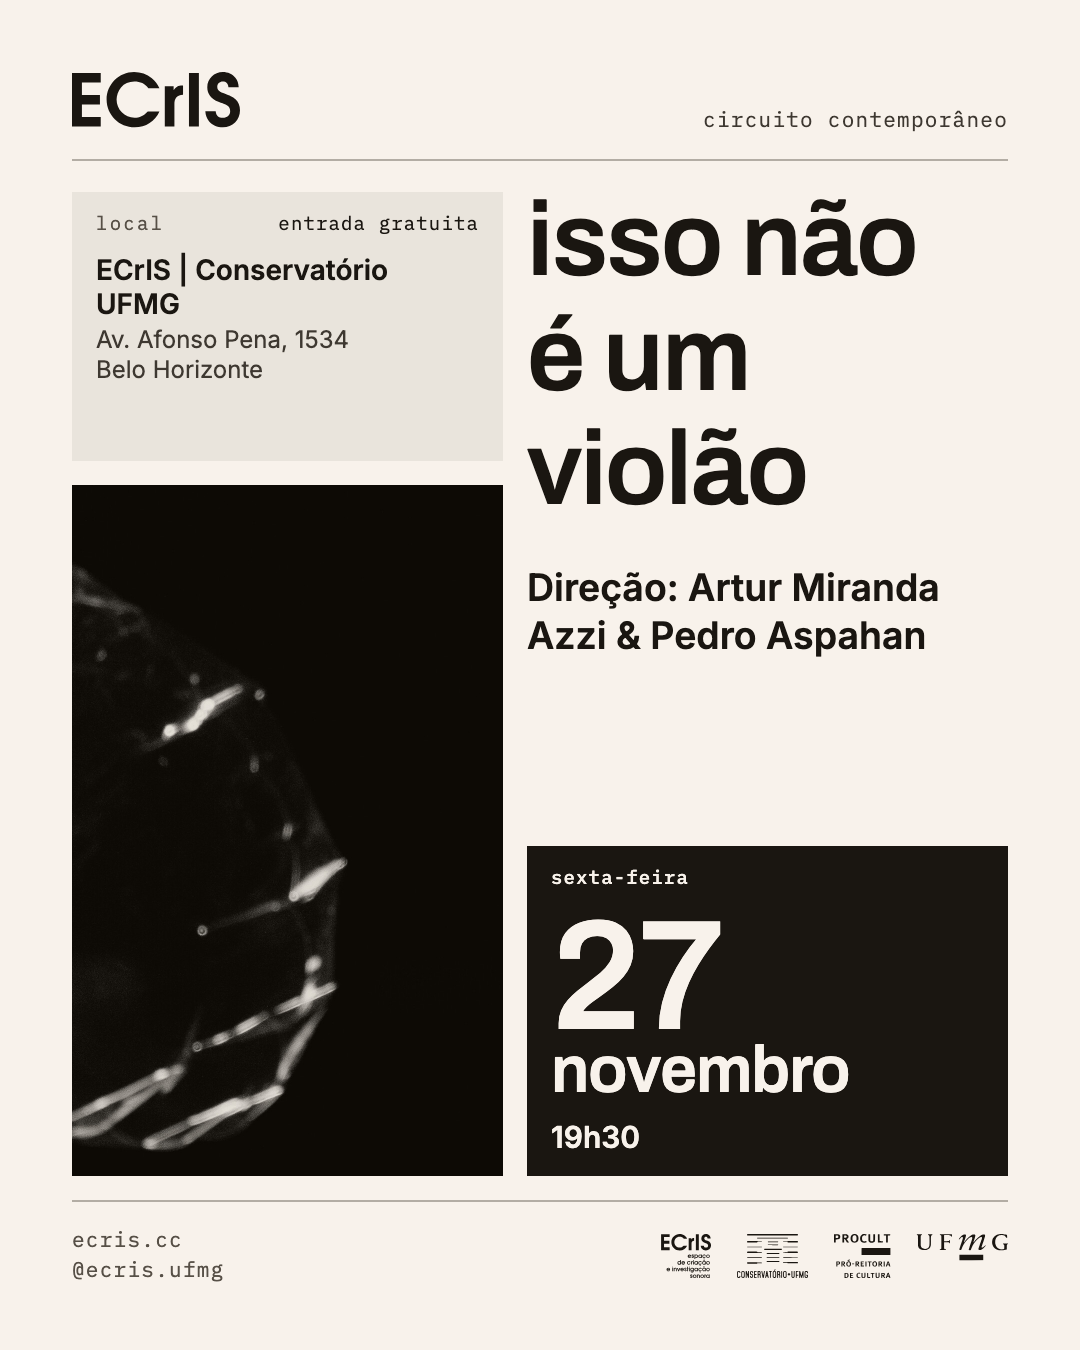 ECrIS
circuito contemporâneo
local
entrada gratuita
ECrIS | Conservatório
UFMG
Av. Afonso Pena, 1534
Belo Horizonte
isso não
é um
violão
Direção: Artur Miranda
Azzi & Pedro Aspahan
sexta-feira
27
novembro
19h30
ecris.cc
@ecris.ufmg
ECrIS
espaço
de criação
e investigação
sonora
CONSERVATÓRIO•UFMG
PROCULT
PRÓ-REITORIA
DE CULTURA
UFmG